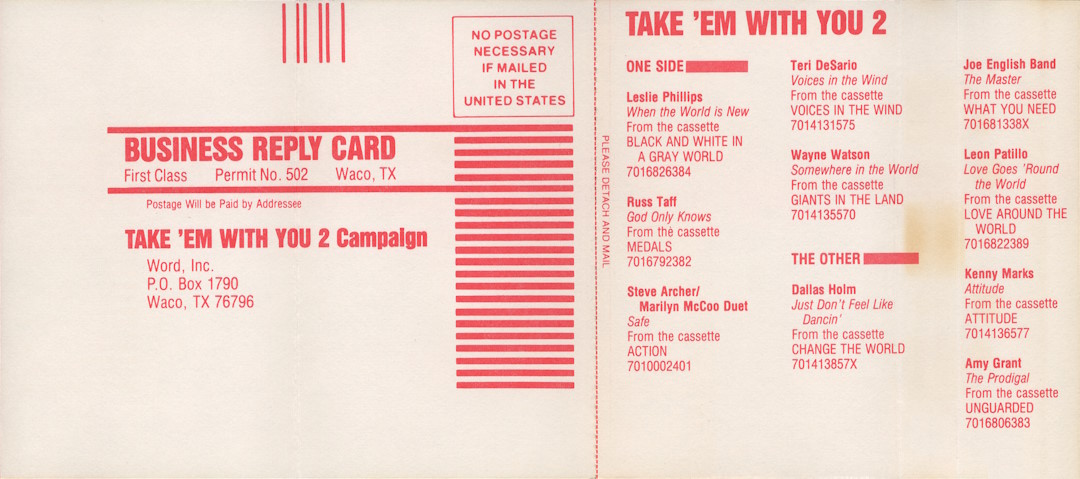 NO POSTAGE
NECESSARY
IF MAILED
IN THE
UNITED STATES
BUSINESS REPLY CARD
First Class Permit No. 502 Waco, TX
Postage Will be Paid by Addressee
TAKE 'EM WITH YOU 2 Campaign
Word, Inc.
P.O. Box 1790
Waco, TX 76796
PLEASE DETACH AND MAIL
TAKE 'EM WITH YOU 2
ONE SIDE
Leslie Phillips
When the World is New
From the cassette
BLACK AND WHITE IN
A GRAY WORLD
7016826384
Russ Taff
God Only Knows
From the cassette
MEDALS
7016792382
Steve Archer/
Marilyn McCoo Duet
Safe
From the cassette
ACTION
7010002401
Teri DeSario
Voices in the Wind
From the cassette
VOICES IN THE WIND
7014131575
Wayne Watson
Somewhere in the World
From the cassette
GIANTS IN THE LAND
7014135570
THE OTHER
Dallas Holm
Just Don't Feel Like
Dancin'
From the cassette
CHANGE THE WORLD
701413857X
Joe English Band
The Master
From the cassette
WHAT YOU NEED
701681338X
Leon Patillo
Love Goes 'Round
the World
From the cassette
LOVE AROUND THE
WORLD
7016822389
Kenny Marks
Attitude
From the cassette
ATTITUDE
7014136577
Amy Grant
The Prodigal
From the cassette
UNGUARDED
7016806383